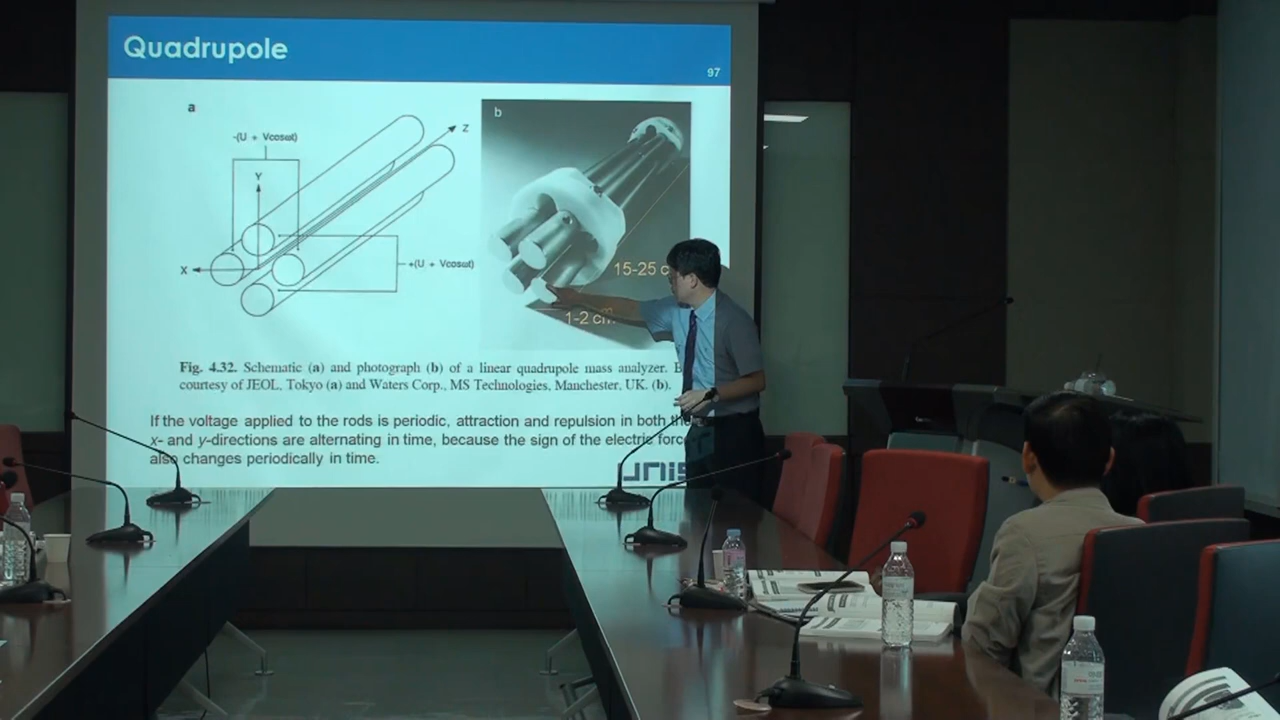 Quadrupole
97
a
b
-(U + Vcosωt)
Z
Y
X
+(U + Vcosωt)
15-25 c
1-2 cm
Fig. 4.32. Schematic (a) and photograph (b) of a linear quadrupole mass analyzer. B
courtesy of JEOL, Tokyo (a) and Waters Corp., MS Technologies, Manchester, UK. (b).
If the voltage applied to the rods is periodic, attraction and repulsion in both the
x- and y-directions are alternating in time, because the sign of the electric force
also changes periodically in time.
UNIS